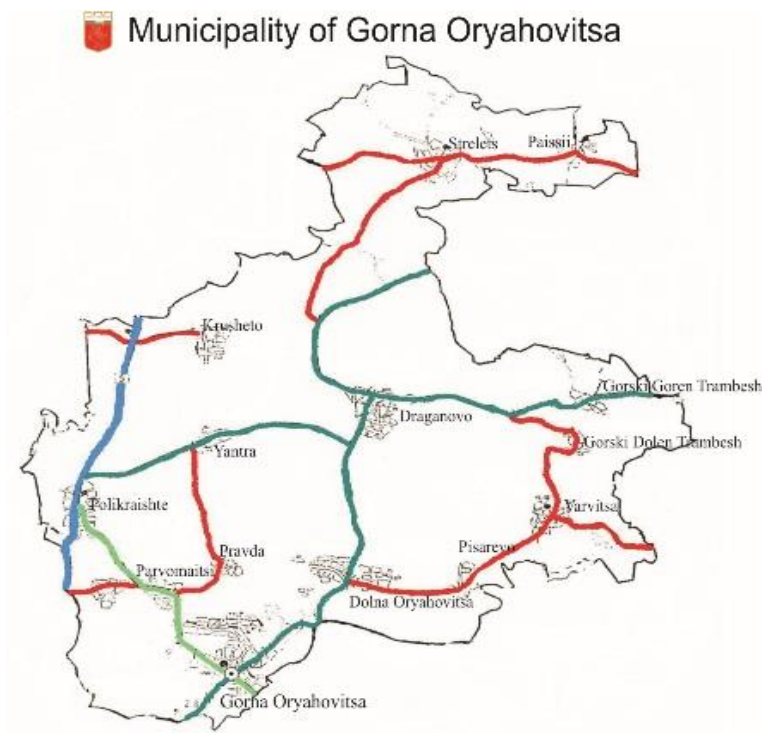 Municipality of Gorna Oryahovitsa
Strelets
Paissii
Krusheto
Gorski Goren Trambesh
Draganovo
Gorski Dolen Trambesh
Yantra
Polikraishte
Varvitsa
Pisarevo
Pravda
Parvomaitsi
Dolna Oryahovitsa
Gorna Oryahovitsa